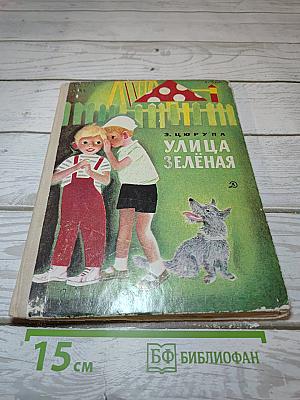 Э. ЦЮРУПА
УЛИЦА
ЗЕЛЁНАЯ
Д
15 см
БФ БИБЛИОФАН